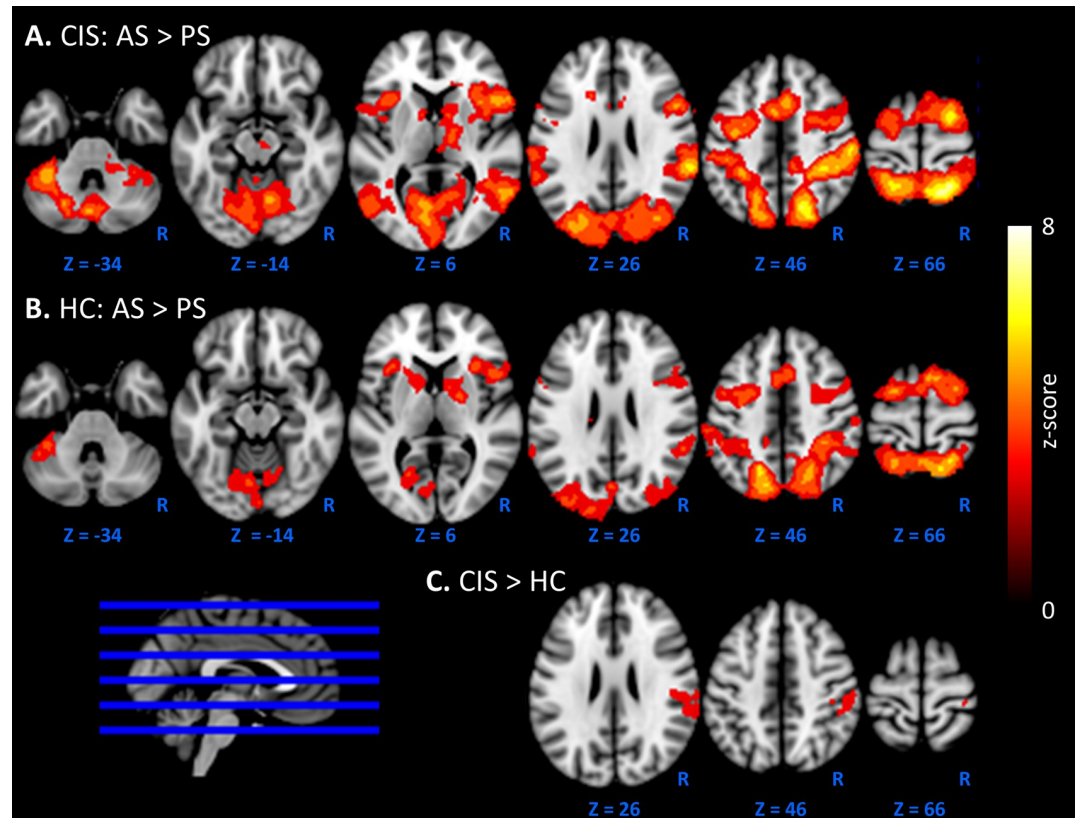 A. CIS: AS > PS
R R R R R R
Z = -34 Z = -14 Z = 6 Z = 26 Z = 46 Z = 66
8
z-score
0
B. HC: AS > PS
R R R R R R
Z = -34 Z = -14 Z = 6 Z = 26 Z = 46 Z = 66
C. CIS > HC
R R R
Z = 26 Z = 46 Z = 66